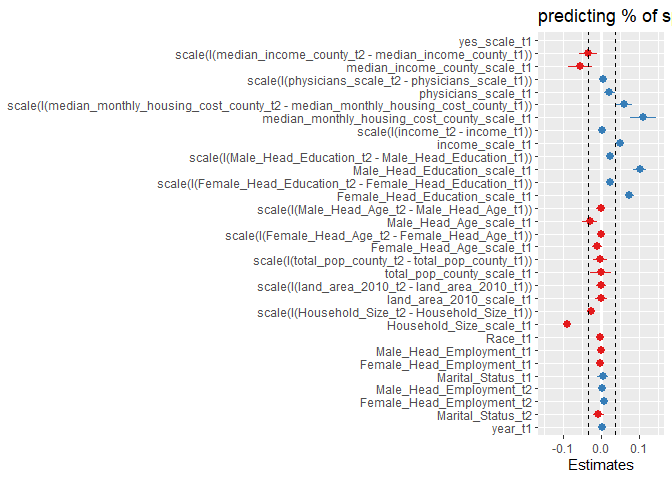 predicting % of s
yes_scale_t1
scale(I(median_income_county_t2 - median_income_county_t1))
median_income_county_scale_t1
scale(I(physicians_scale_t2 - physicians_scale_t1))
physicians_scale_t1
scale(I(median_monthly_housing_cost_county_t2 - median_monthly_housing_cost_county_t1))
median_monthly_housing_cost_county_scale_t1
scale(I(income_t2 - income_t1))
income_scale_t1
scale(I(Male_Head_Education_t2 - Male_Head_Education_t1))
Male_Head_Education_scale_t1
scale(I(Female_Head_Education_t2 - Female_Head_Education_t1))
Female_Head_Education_scale_t1
scale(I(Male_Head_Age_t2 - Male_Head_Age_t1))
Male_Head_Age_scale_t1
scale(I(Female_Head_Age_t2 - Female_Head_Age_t1))
Female_Head_Age_scale_t1
scale(I(total_pop_county_t2 - total_pop_county_t1))
total_pop_county_scale_t1
scale(I(land_area_2010_t2 - land_area_2010_t1))
land_area_2010_scale_t1
scale(I(Household_Size_t2 - Household_Size_t1))
Household_Size_scale_t1
Race_t1
Male_Head_Employment_t1
Female_Head_Employment_t1
Marital_Status_t1
Male_Head_Employment_t2
Female_Head_Employment_t2
Marital_Status_t2
year_t1
-0.1 0.0 0.1
Estimates